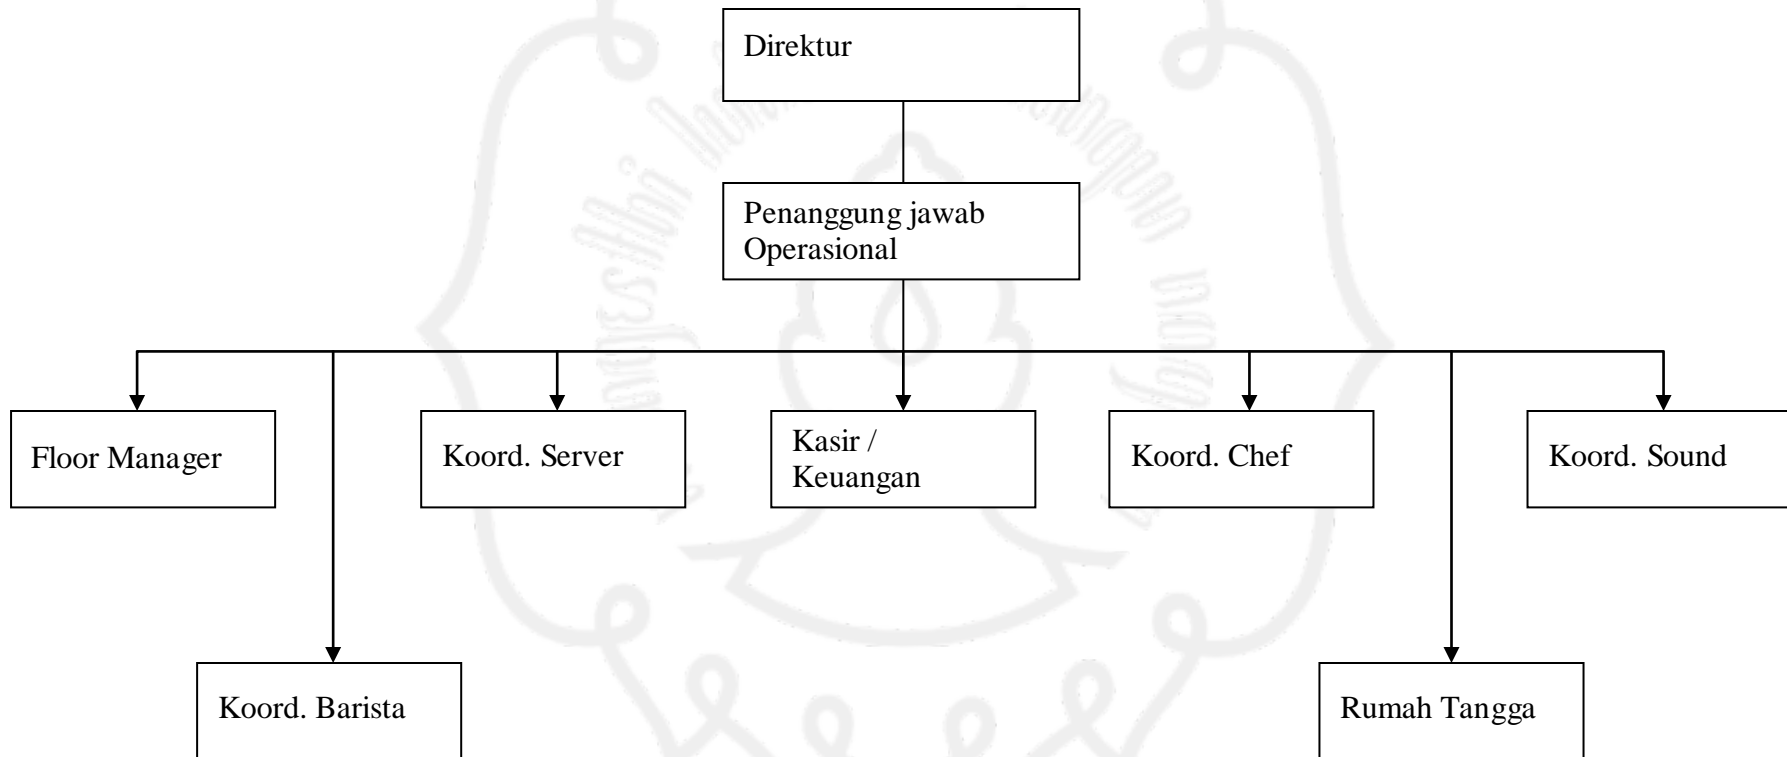 Direktur
Penanggung jawab
Operasional
Floor Manager
Koord. Server
Kasir /
Keuangan
Koord. Chef
Koord. Sound
Koord. Barista
Rumah Tangga